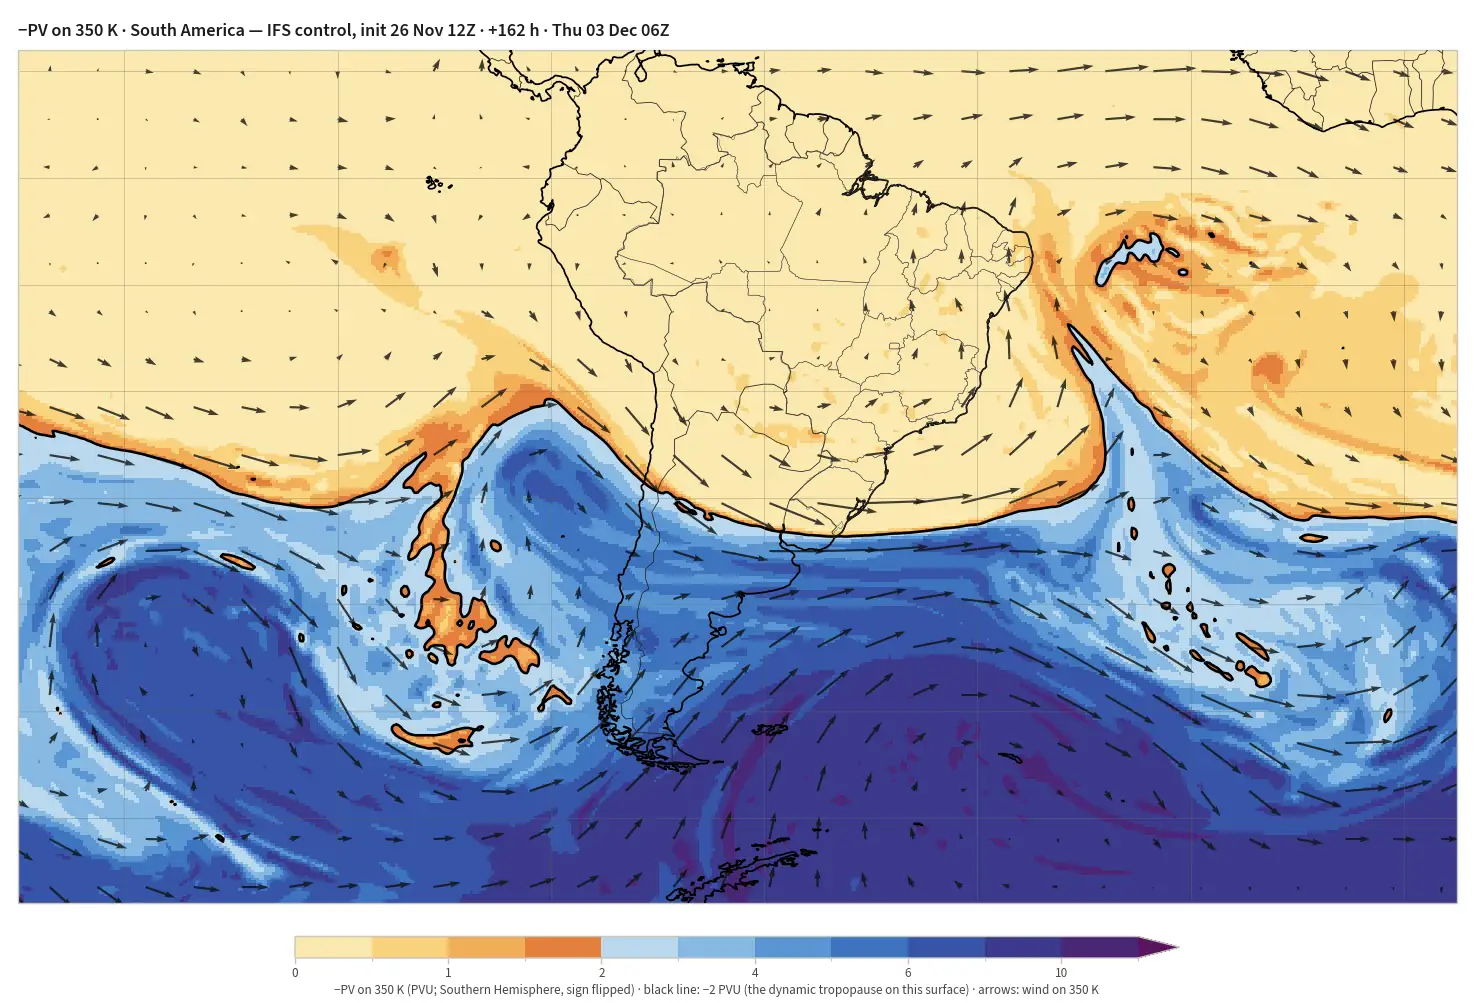 −PV on 350 K · South America — IFS control, init 26 Nov 12Z · +162 h · Thu 03 Dec 06Z
0 1 2 4 6 10
−PV on 350 K (PVU; Southern Hemisphere, sign flipped) · black line: −2 PVU (the dynamic tropopause on this surface) · arrows: wind on 350 K